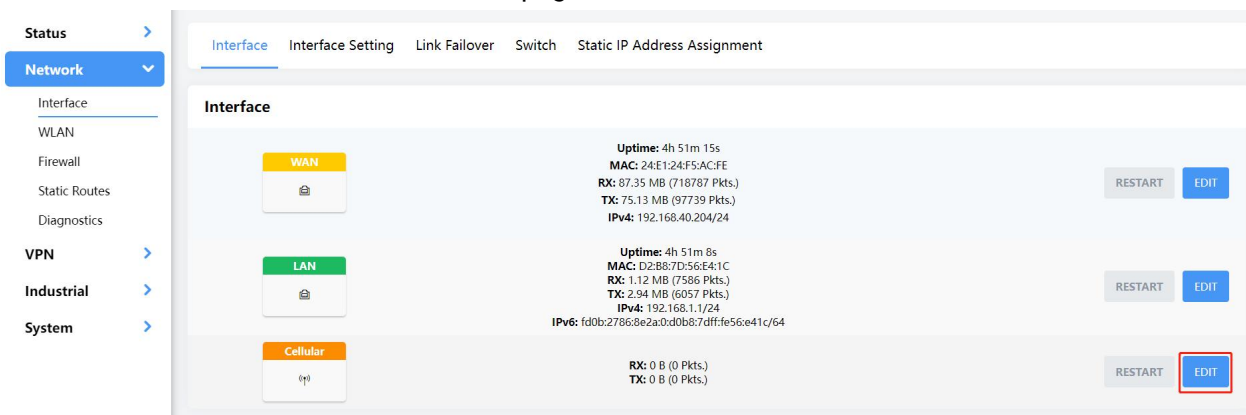 Status
Network
Interface
WLAN
Firewall
Static Routes
Diagnostics
VPN
Industrial
System
Interface Interface Setting Link Failover Switch Static IP Address Assignment
Interface
WAN
Uptime: 4h 51m 15s
MAC: 24:E1:24:F5:AC:FE
RX: 87.35 MB (718787 Pkts.)
TX: 75.13 MB (97739 Pkts.)
IPv4: 192.168.40.204/24
RESTART EDIT
LAN
Uptime: 4h 51m 8s
MAC: D2:B8:7D:56:E4:1C
RX: 1.12 MB (7586 Pkts.)
TX: 2.94 MB (6057 Pkts.)
IPv4: 192.168.1.1/24
IPv6: fd0b:2786:8e2a:0:d0b8:7dff:fe56:e41c/64
RESTART EDIT
Cellular
RX: 0 B (0 Pkts.)
TX: 0 B (0 Pkts.)
RESTART EDIT